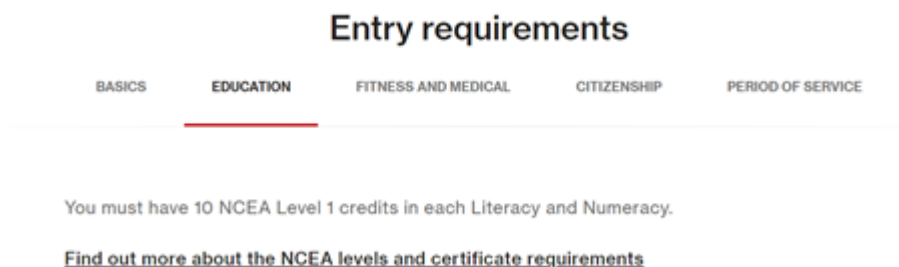 Entry requirements
BASICS EDUCATION FITNESS AND MEDICAL CITIZENSHIP PERIOD OF SERVICE
You must have 10 NCEA Level 1 credits in each Literacy and Numeracy.
Find out more about the NCEA levels and certificate requirements